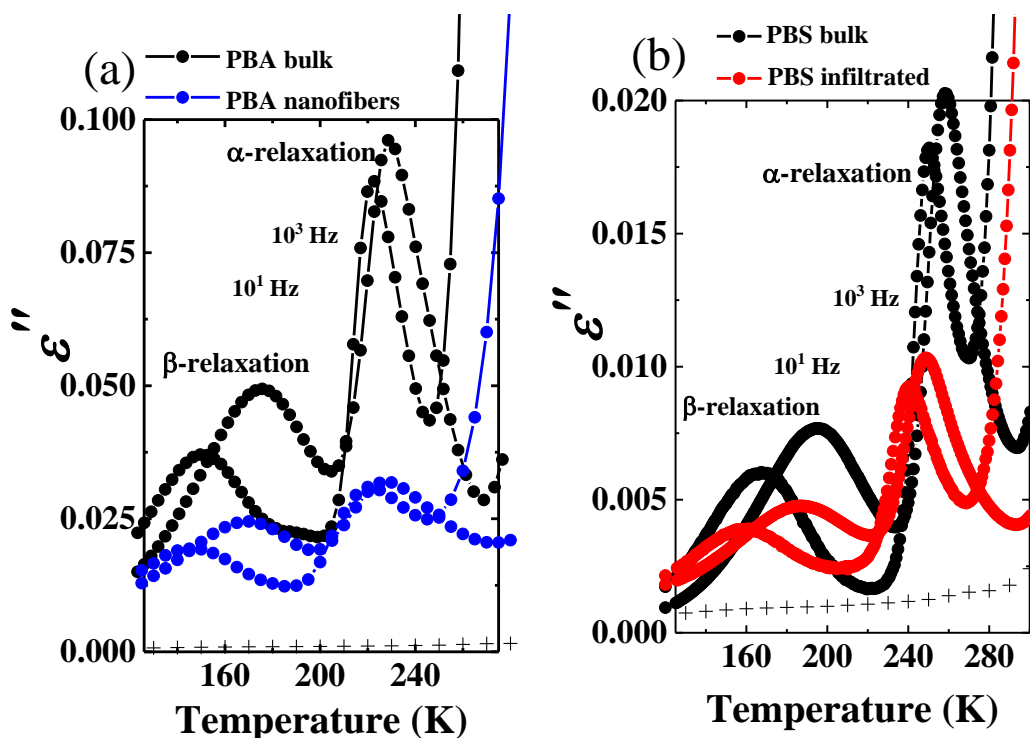 (a)
PBA bulk
PBA nanofibers
0.100
0.075
0.050
0.025
0.000
ε″
α-relaxation
10³ Hz
10¹ Hz
β-relaxation
160 200 240
Temperature (K)
(b)
PBS bulk
PBS infiltrated
0.020
0.015
0.010
0.005
0.000
ε″
α-relaxation
10³ Hz
10¹ Hz
β-relaxation
160 200 240 280
Temperature (K)